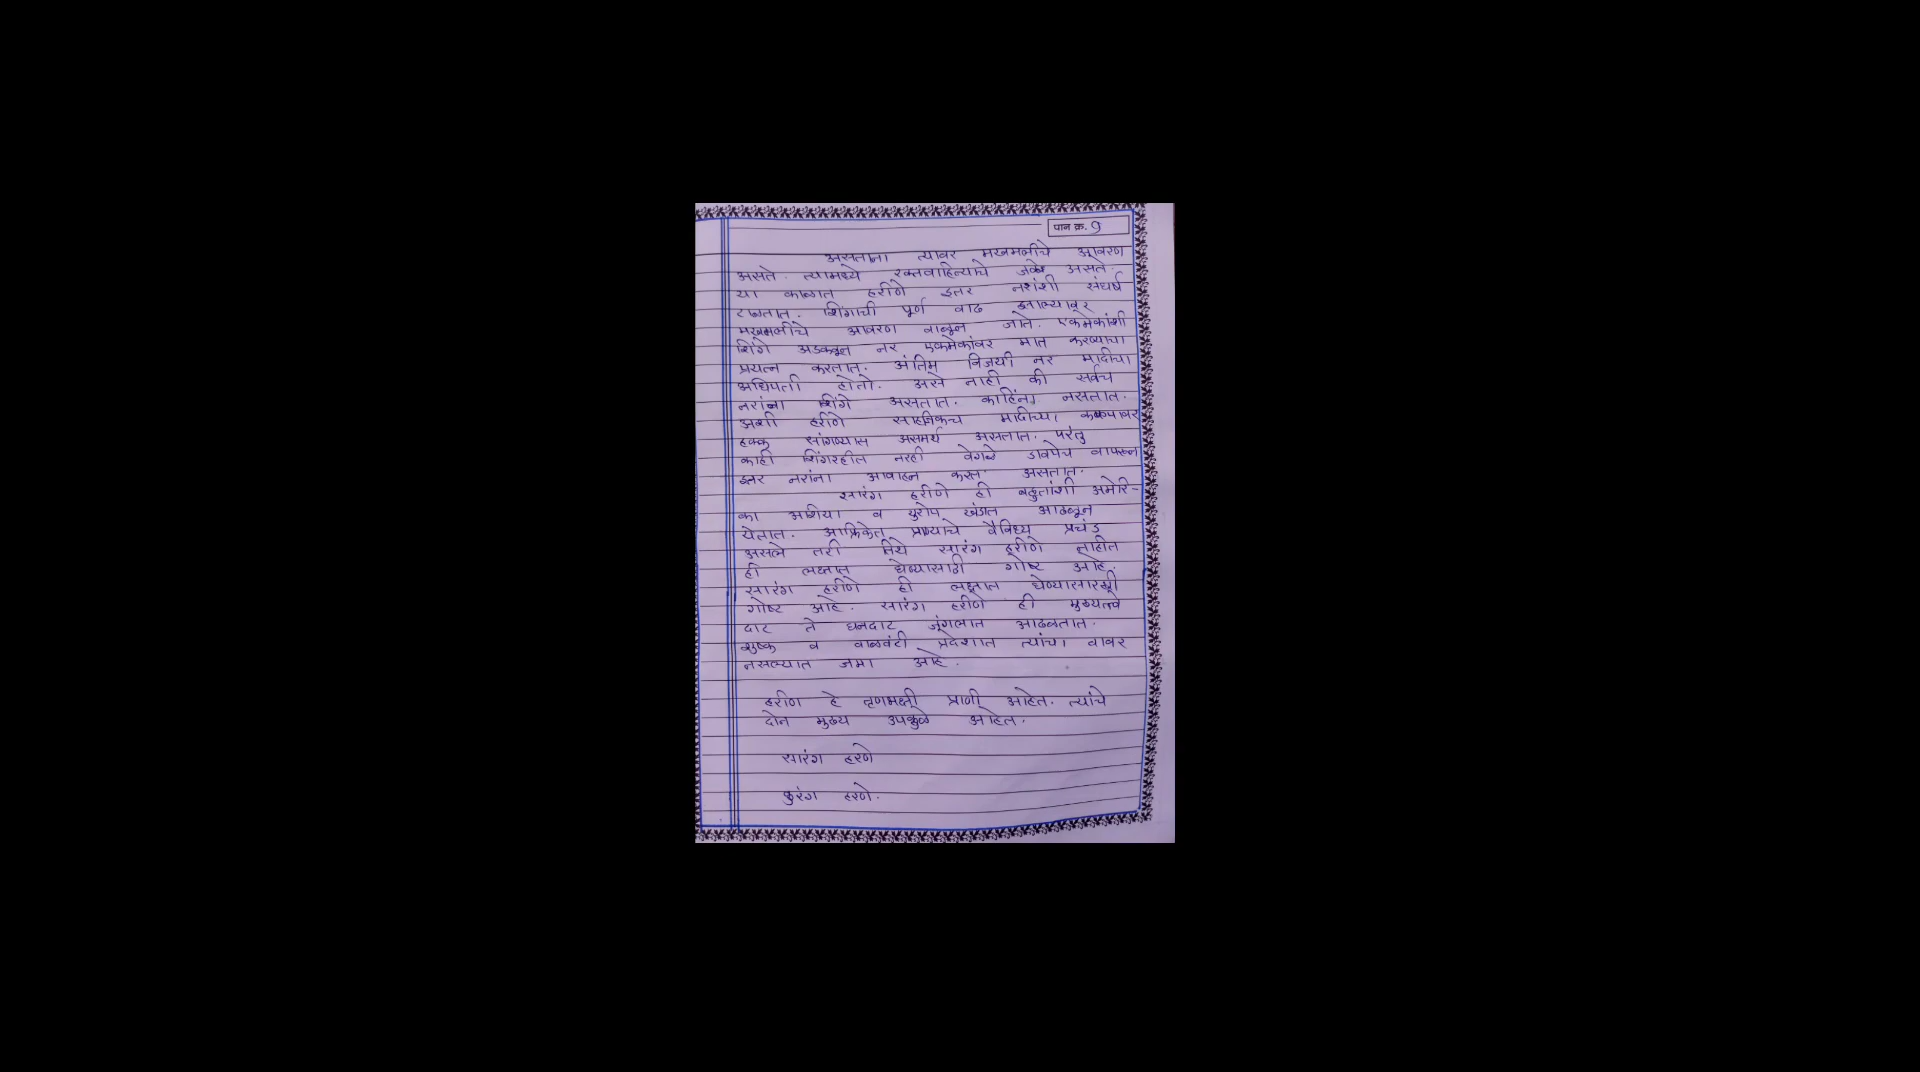 पान क्र. 9
असताना त्यावर मखमलीचे आवरण
असते. त्यामध्ये रक्तवाहिन्याचे जाळे असते.
या काळात हरीणे इतर नरांशी संघर्ष
टाळतात. शिंगाची पूर्ण वाढ झाल्यावर
मखमलीचे आवरण वाळून जाते. एकमेकांशी
शिंगे अडकवून नर एकमेकांवर मात करण्याचा
प्रयत्न करतात. अंतिम विजयी नर मादीचा
अधिपती होतो. असे नाही की सर्वच
नरांना शिंगे असतात. काहिंना नसतात.
अशी हरीणे साहजिकच मादीच्या कळपावर
हक्क सांगण्यास असमर्थ असतात. परंतु
काही शिंगरहीत नरही वेगळे डावपेच वापरून
इतर नरांना आवाहन करत असतात.
सारंग हरीणे ही बहुतांशी अमेरि-
का आशिया व युरोप खंडात आढळून
येतात. आफ्रिकेत प्राण्याचे वैविध्य प्रचंड
असले तरी तिथे सारंग हरीणे नाहीत
ही लक्षात घेण्यासाठी गोष्ट आहे.
सारंग हरीणे ही लक्षात घेण्यासारखी
गोष्ट आहे. सारंग हरीणे ही मुख्यत्वे
दाट ते घनदाट जंगलात आढळतात.
शुष्क व वाळवंटी प्रदेशात त्यांचा वावर
नसल्यात जमा आहे.
हरीण हे तृणभक्षी प्राणी आहेत. त्यांचे
दोन मुख्य उपकुळे आहेत.
सारंग हरणे
कुरंग हरणे.